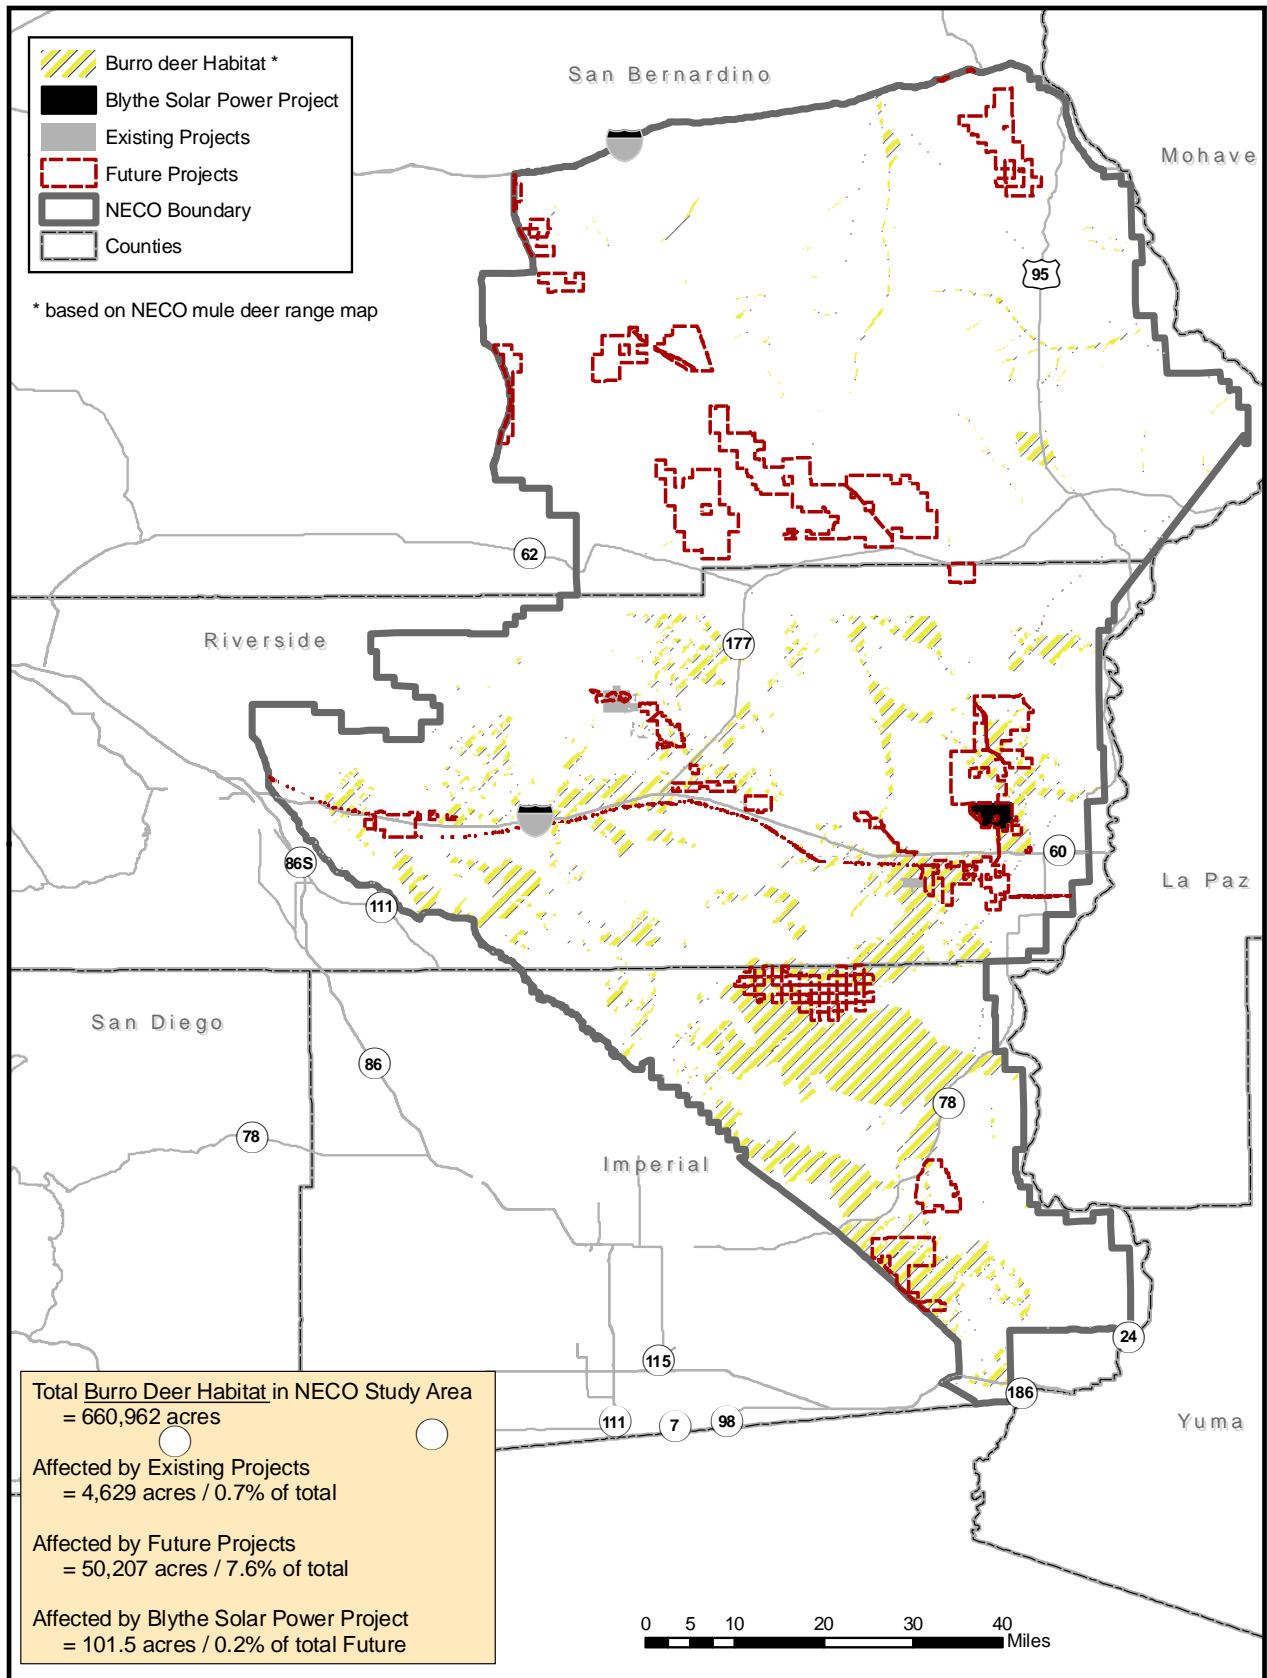 Burro deer Habitat *
Blythe Solar Power Project
Existing Projects
Future Projects
NECO Boundary
Counties
* based on NECO mule deer range map
San Bernardino
Mohave
95
62
Riverside
177
60
86S
111
La Paz
San Diego
86
78
78
Imperial
24
115
186
111
7
98
Yuma
Total Burro Deer Habitat in NECO Study Area
= 660,962 acres
Affected by Existing Projects
= 4,629 acres / 0.7% of total
Affected by Future Projects
= 50,207 acres / 7.6% of total
Affected by Blythe Solar Power Project
= 101.5 acres / 0.2% of total Future
0 5 10 20 30 40
Miles